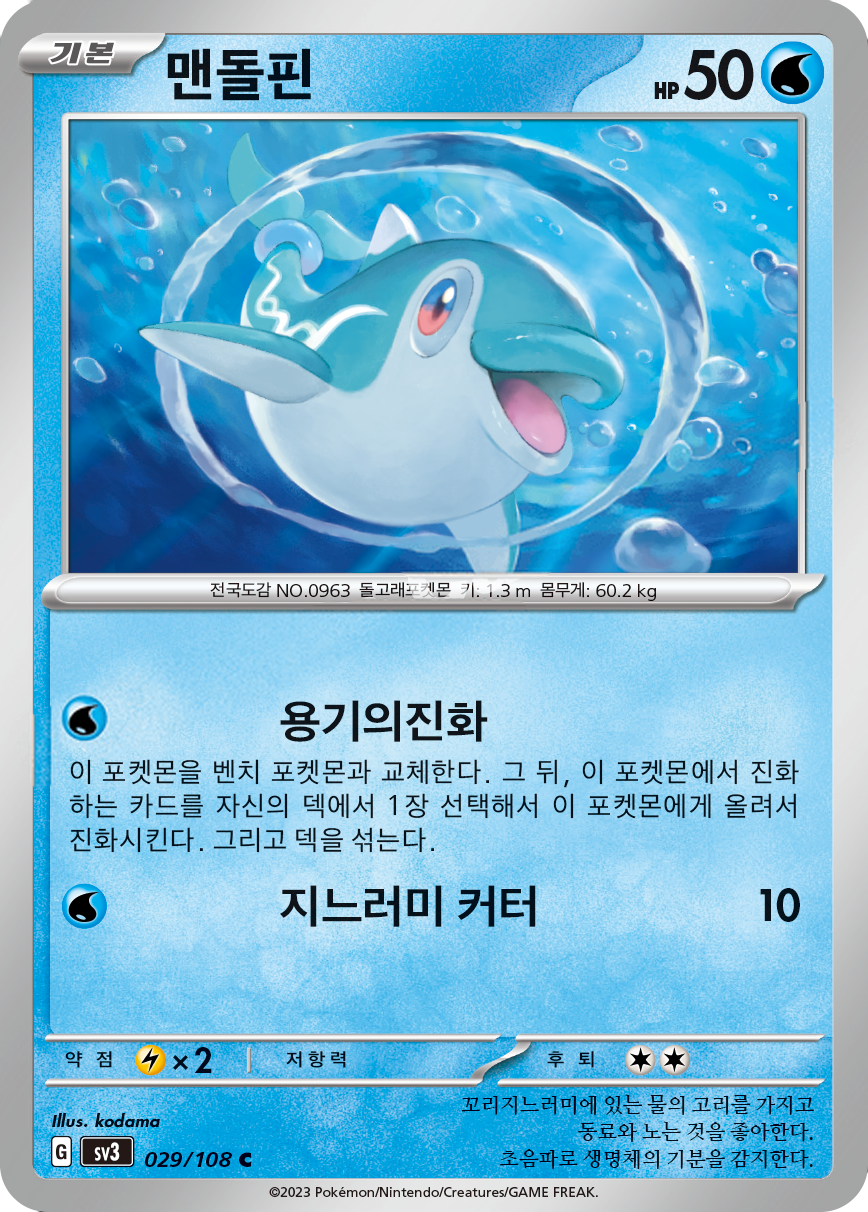 기본
맨돌핀
HP 50
전국도감 NO.0963 돌고래포켓몬 키: 1.3 m 몸무게: 60.2 kg
용기의진화
이 포켓몬을 벤치 포켓몬과 교체한다. 그 뒤, 이 포켓몬에서 진화
하는 카드를 자신의 덱에서 1장 선택해서 이 포켓몬에게 올려서
진화시킨다. 그리고 덱을 섞는다.
지느러미 커터 10
약점 ×2 저항력 후퇴
꼬리지느러미에 있는 물의 고리를 가지고
동료와 노는 것을 좋아한다.
초음파로 생명체의 기분을 감지한다.
Illus. kodama
G sv3 029/108 C
©2023 Pokémon/Nintendo/Creatures/GAME FREAK.